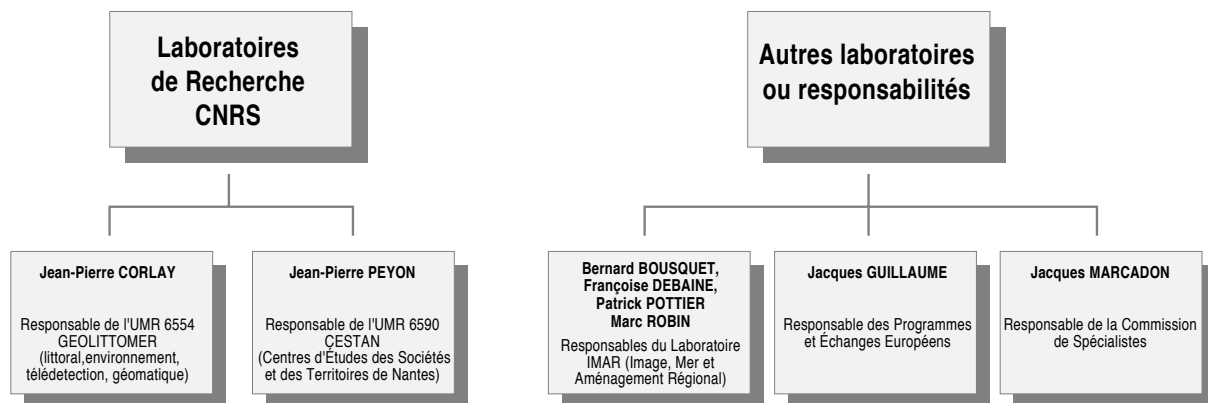 Laboratoires
de Recherche
CNRS
Autres laboratoires
ou responsabilités
Jean-Pierre CORLAY
Responsable de l'UMR 6554
GEOLITTOMER
(littoral,environnement,
télédetection, géomatique)
Jean-Pierre PEYON
Responsable de l'UMR 6590
CESTAN
(Centres d'Études des Sociétés
et des Territoires de Nantes)
Bernard BOUSQUET,
Françoise DEBAINE,
Patrick POTTIER
Marc ROBIN
Responsables du Laboratoire
IMAR (Image, Mer et
Aménagement Régional)
Jacques GUILLAUME
Responsable des Programmes
et Échanges Européens
Jacques MARCADON
Responsable de la Commission
de Spécialistes